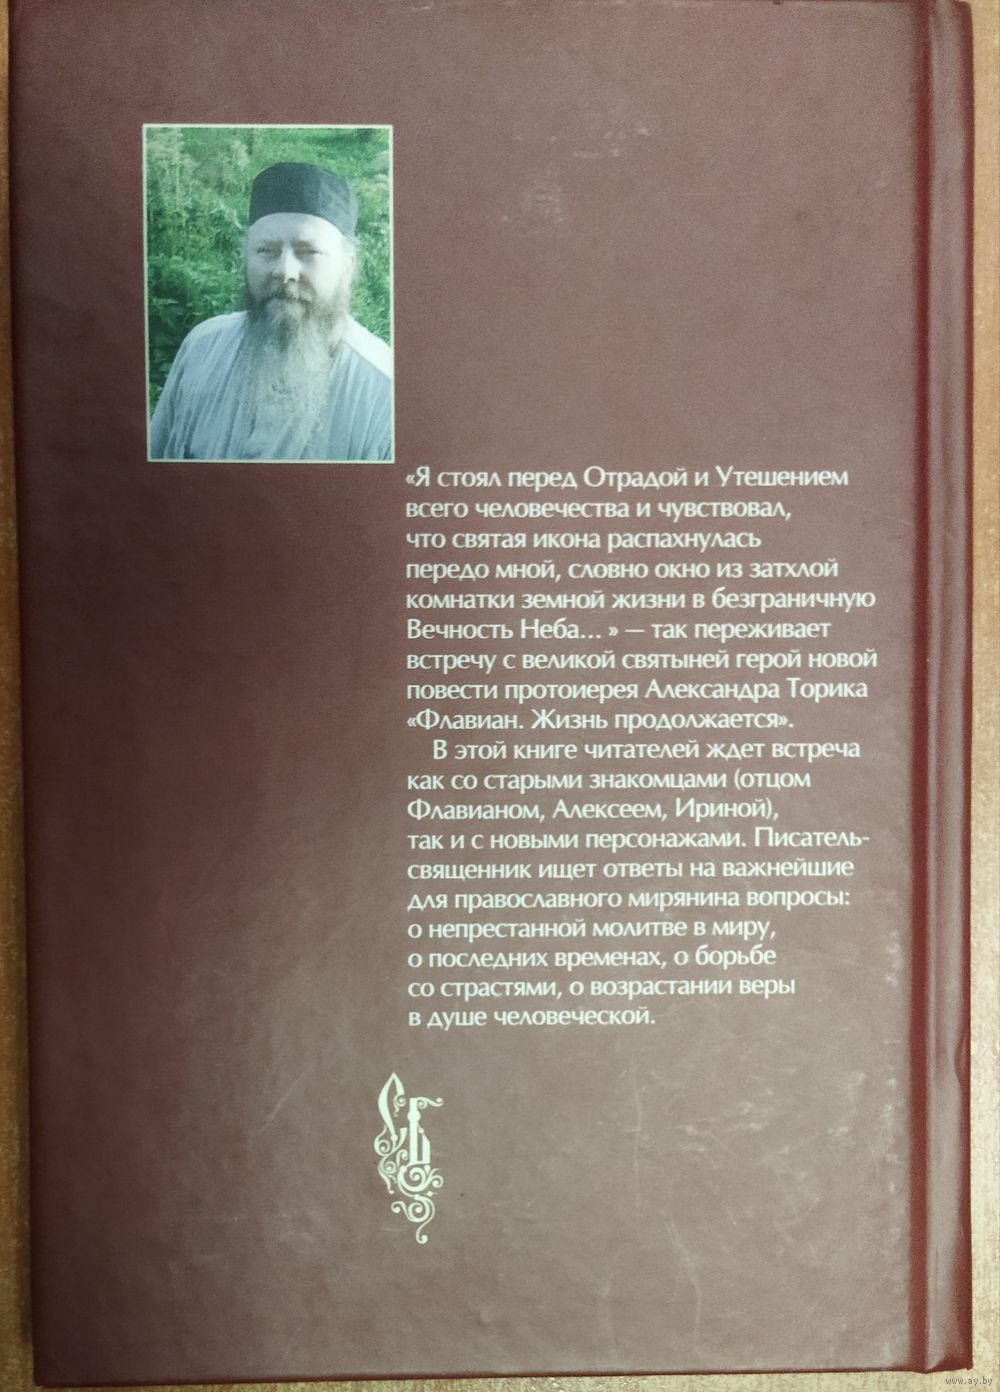 «Я стоял перед Отрадой и Утешением
всего человечества и чувствовал,
что святая икона распахнулась
передо мной, словно окно из затхлой
комнатки земной жизни в безграничную
Вечность Неба... » — так переживает
встречу с великой святыней герой новой
повести протоиерея Александра Торика
«Флавиан. Жизнь продолжается».
В этой книге читателей ждет встреча
как со старыми знакомцами (отцом
Флавианом, Алексеем, Ириной),
так и с новыми персонажами. Писатель-
священник ищет ответы на важнейшие
для православного мирянина вопросы:
о непрестанной молитве в миру,
о последних временах, о борьбе
со страстями, о возрастании веры
в душе человеческой.
www.ay.by